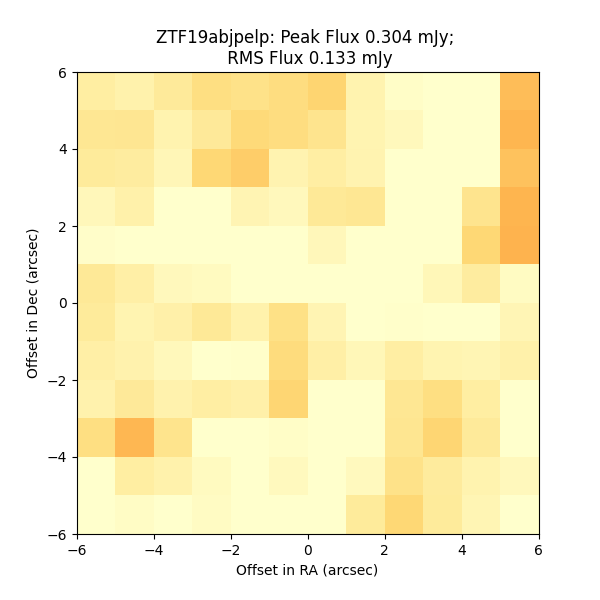 ZTF19abjpelp: Peak Flux 0.304 mJy;
RMS Flux 0.133 mJy
6
4
2
0
−2
−4
−6
Offset in Dec (arcsec)
−6 −4 −2 0 2 4 6
Offset in RA (arcsec)